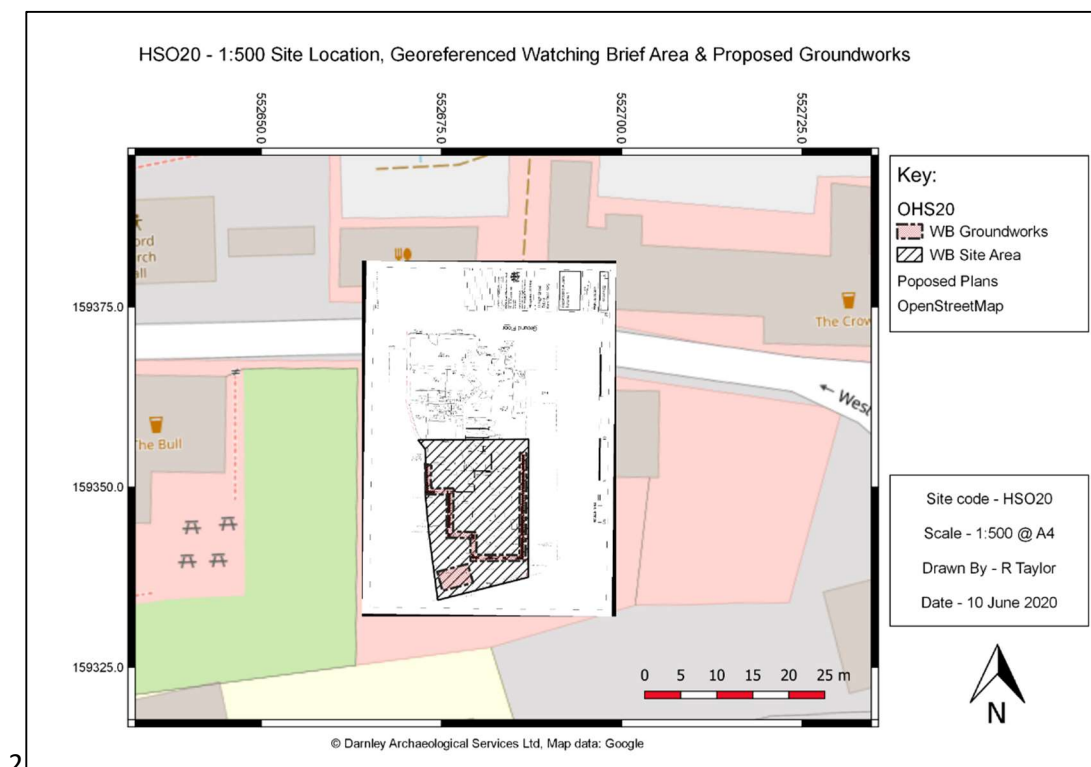 HSO20 - 1:500 Site Location, Georeferenced Watching Brief Area & Proposed Groundworks
552650.0
552675.0
552700.0
552725.0
159375.0
159350.0
159325.0
The Crow
The Bull
West
Ground Floor
0 5 10 15 20 25 m
Key:
OHS20
WB Groundworks
WB Site Area
Poposed Plans
OpenStreetMap
Site code - HSO20
Scale - 1:500 @ A4
Drawn By - R Taylor
Date - 10 June 2020
N
© Darnley Archaeological Services Ltd, Map data: Google
2